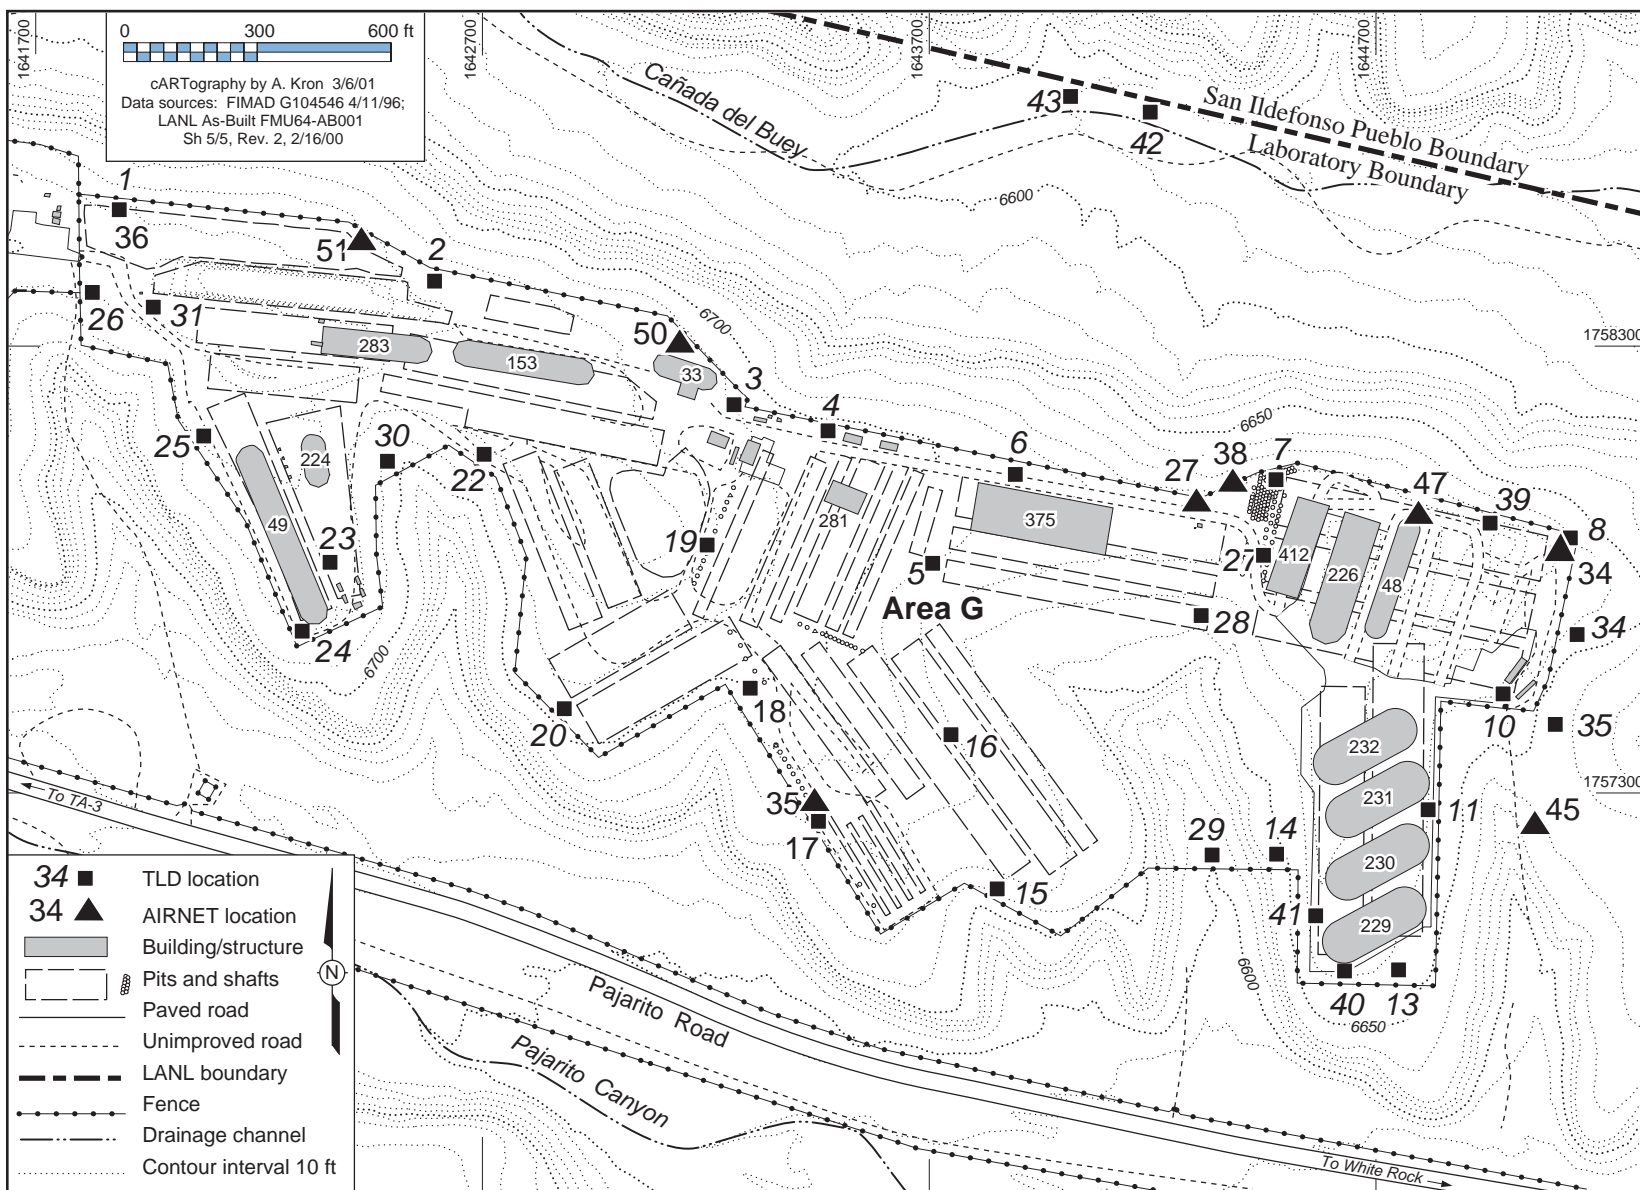 1641700
1642700
1643700
1644700
0 300 600 ft
cARTography by A. Kron 3/6/01
Data sources: FIMAD G104546 4/11/96;
LANL As-Built FMU64-AB001
Sh 5/5, Rev. 2, 2/16/00
Cañada del Buey
43
42
San Ildefonso Pueblo Boundary
Laboratory Boundary
6600
1
36
51
2
26
31
50
6700
1758300
283
153
33
3
4
6650
25
224
30
22
6
27
38
7
47
39
8
49
23
19
281
375
5
27
412
226
48
34
Area G
28
34
24
6700
20
18
16
10
35
232
1757300
35
17
231
11
45
29
14
230
To TA-3
15
41
229
6600
40
13
6650
34 TLD location
34 AIRNET location
Building/structure
Pits and shafts
N
Paved road
Unimproved road
LANL boundary
Fence
Drainage channel
Contour interval 10 ft
Pajarito Road
Pajarito Canyon
To White Rock